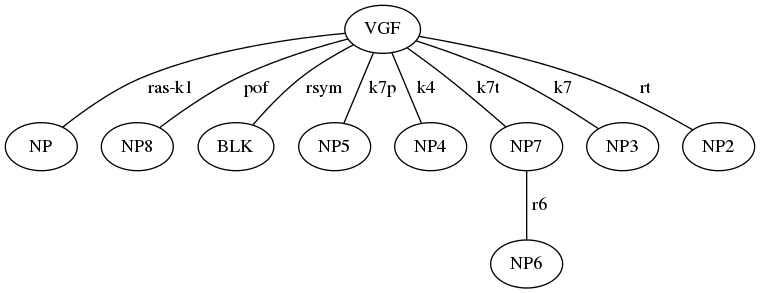 VGF
ras-k1 pof rsym k7p k4 k7t k7 rt
NP NP8 BLK NP5 NP4 NP7 NP3 NP2
r6
NP6